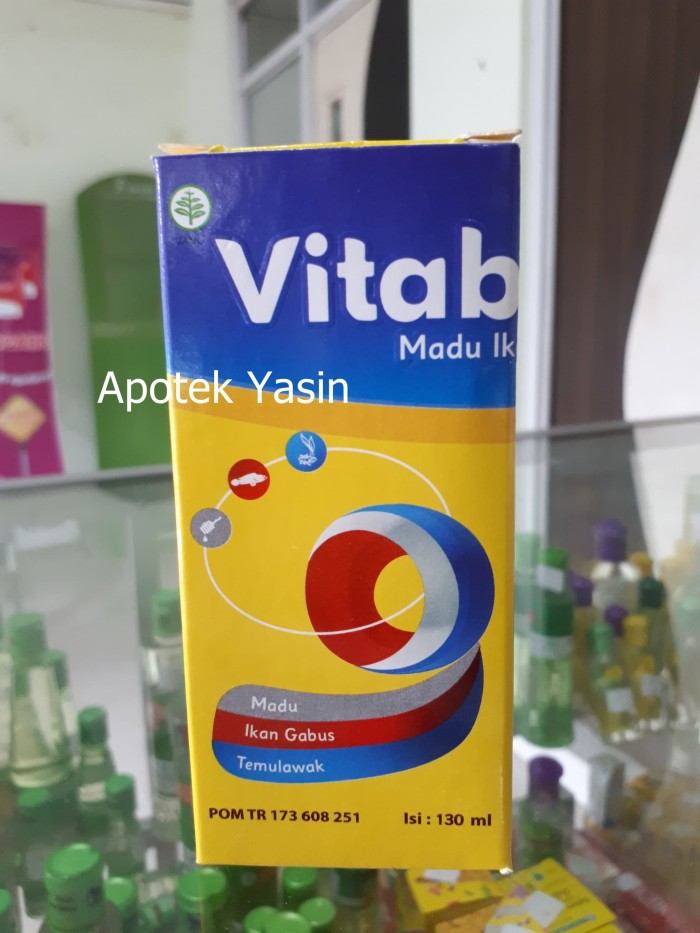 Vitab
Madu Ik
Apotek Yasin
Madu
Ikan Gabus
Temulawak
POM TR 173 608 251
Isi : 130 ml